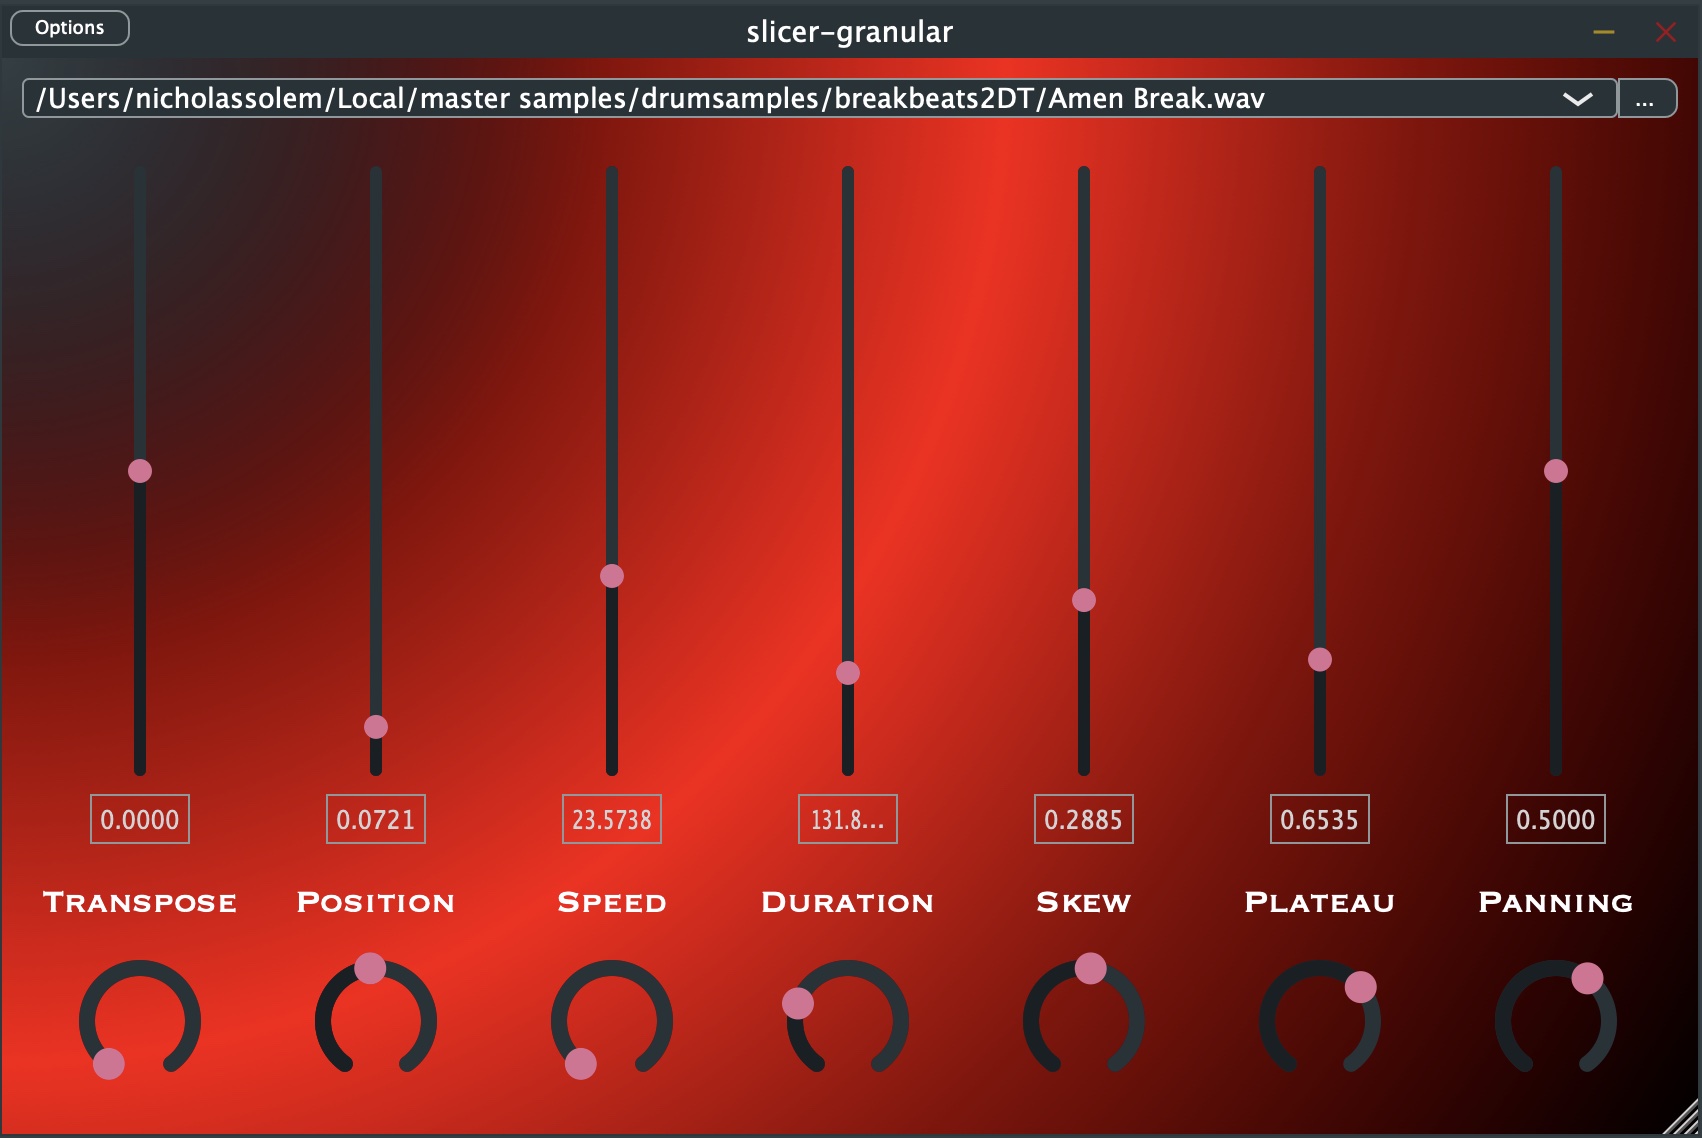 Options
slicer-granular
/Users/nicholassolem/Local/master samples/drumsamples/breakbeats2DT/Amen Break.wav ...
0.0000 0.0721 23.5738 131.8... 0.2885 0.6535 0.5000
Transpose Position Speed Duration Skew Plateau Panning